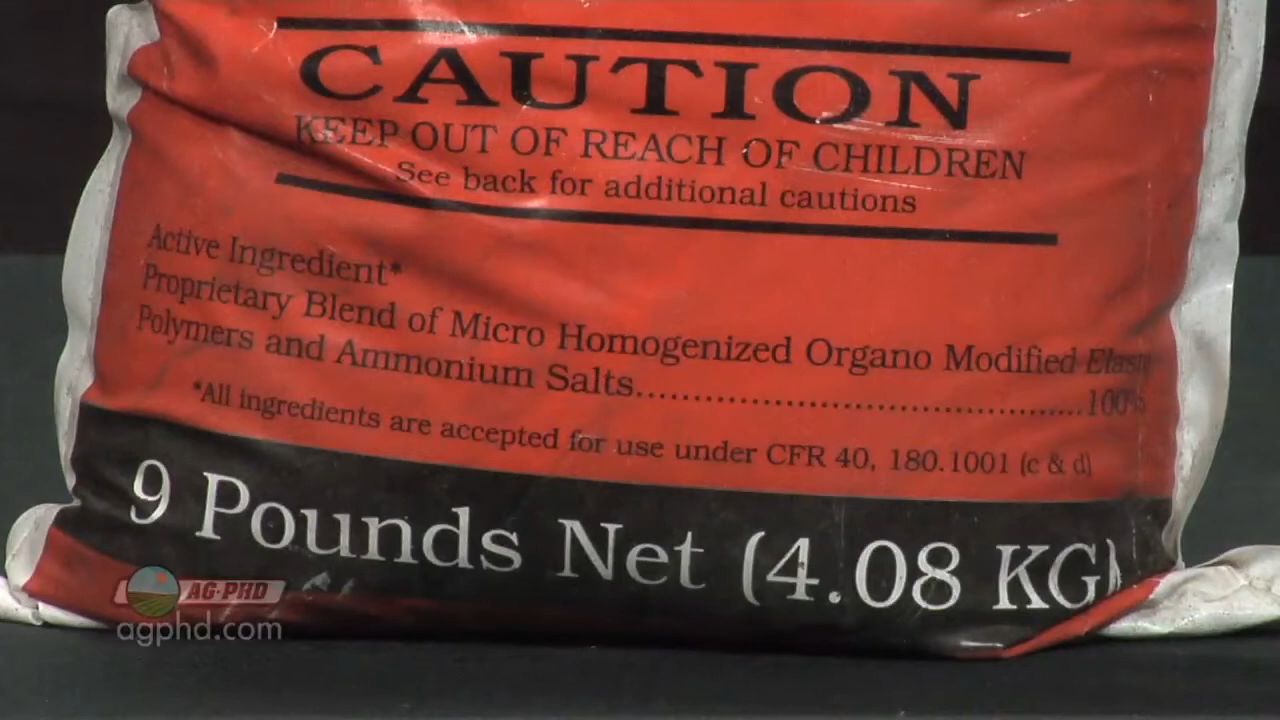 CAUTION
KEEP OUT OF REACH OF CHILDREN
See back for additional cautions
Active Ingredient*
Proprietary Blend of Micro Homogenized Organo Modified
Polymers and Ammonium Salts..........................................100%
*All ingredients are accepted for use under CFR 40, 180.1001 (c & d)
9 Pounds Net (4.08 KG)
AG-PHD
agphd.com